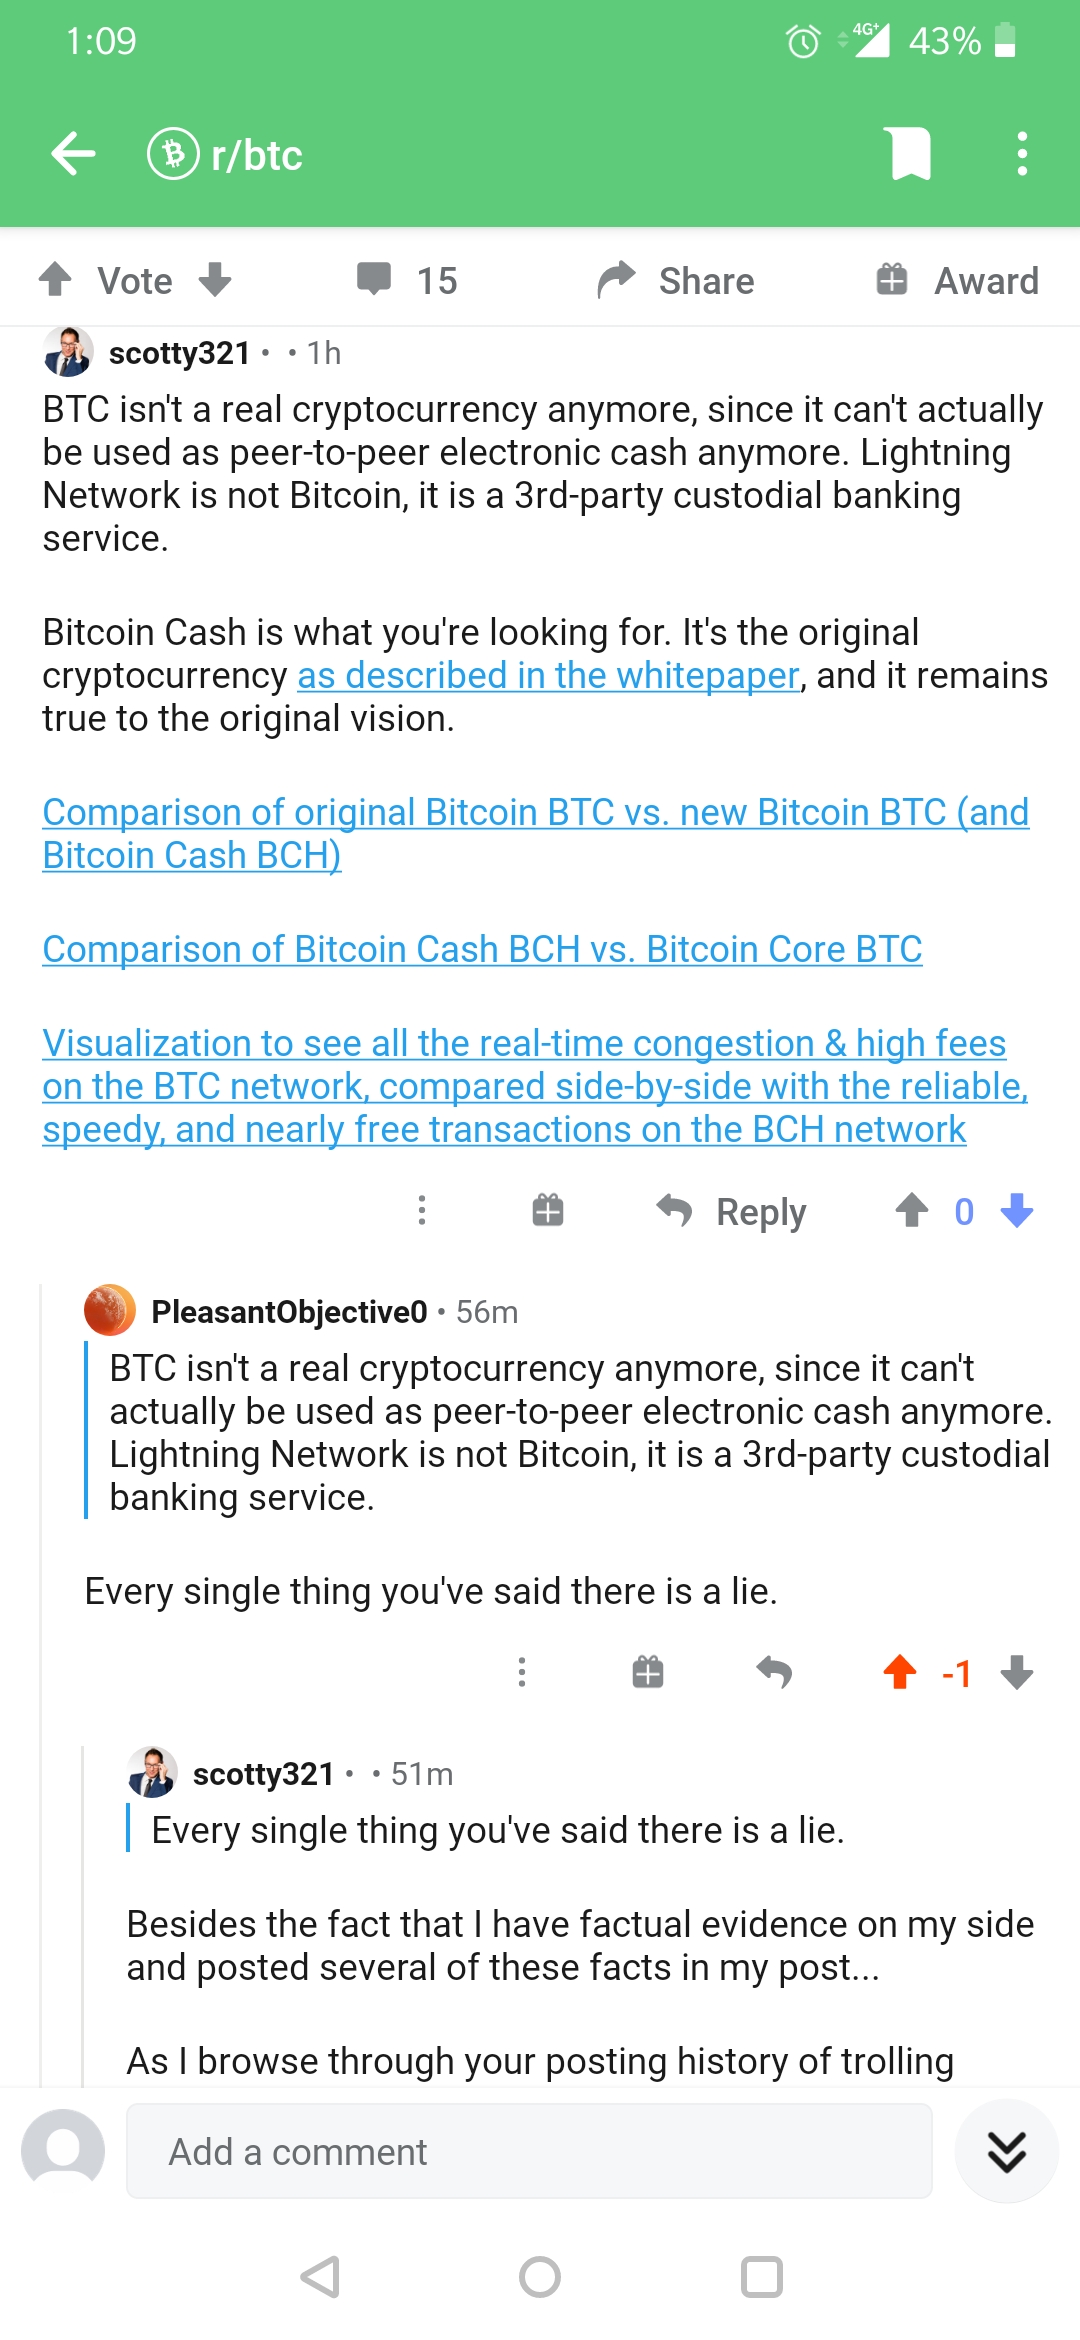 1:09
4G+ 43%
r/btc
Vote 15 Share Award
scotty321 • • 1h
BTC isn't a real cryptocurrency anymore, since it can't actually
be used as peer-to-peer electronic cash anymore. Lightning
Network is not Bitcoin, it is a 3rd-party custodial banking
service.
Bitcoin Cash is what you're looking for. It's the original
cryptocurrency as described in the whitepaper, and it remains
true to the original vision.
Comparison of original Bitcoin BTC vs. new Bitcoin BTC (and
Bitcoin Cash BCH)
Comparison of Bitcoin Cash BCH vs. Bitcoin Core BTC
Visualization to see all the real-time congestion & high fees
on the BTC network, compared side-by-side with the reliable,
speedy, and nearly free transactions on the BCH network
Reply 0
PleasantObjective0 • 56m
BTC isn't a real cryptocurrency anymore, since it can't
actually be used as peer-to-peer electronic cash anymore.
Lightning Network is not Bitcoin, it is a 3rd-party custodial
banking service.
Every single thing you've said there is a lie.
-1
scotty321 • • 51m
Every single thing you've said there is a lie.
Besides the fact that I have factual evidence on my side
and posted several of these facts in my post...
As I browse through your posting history of trolling
Add a comment